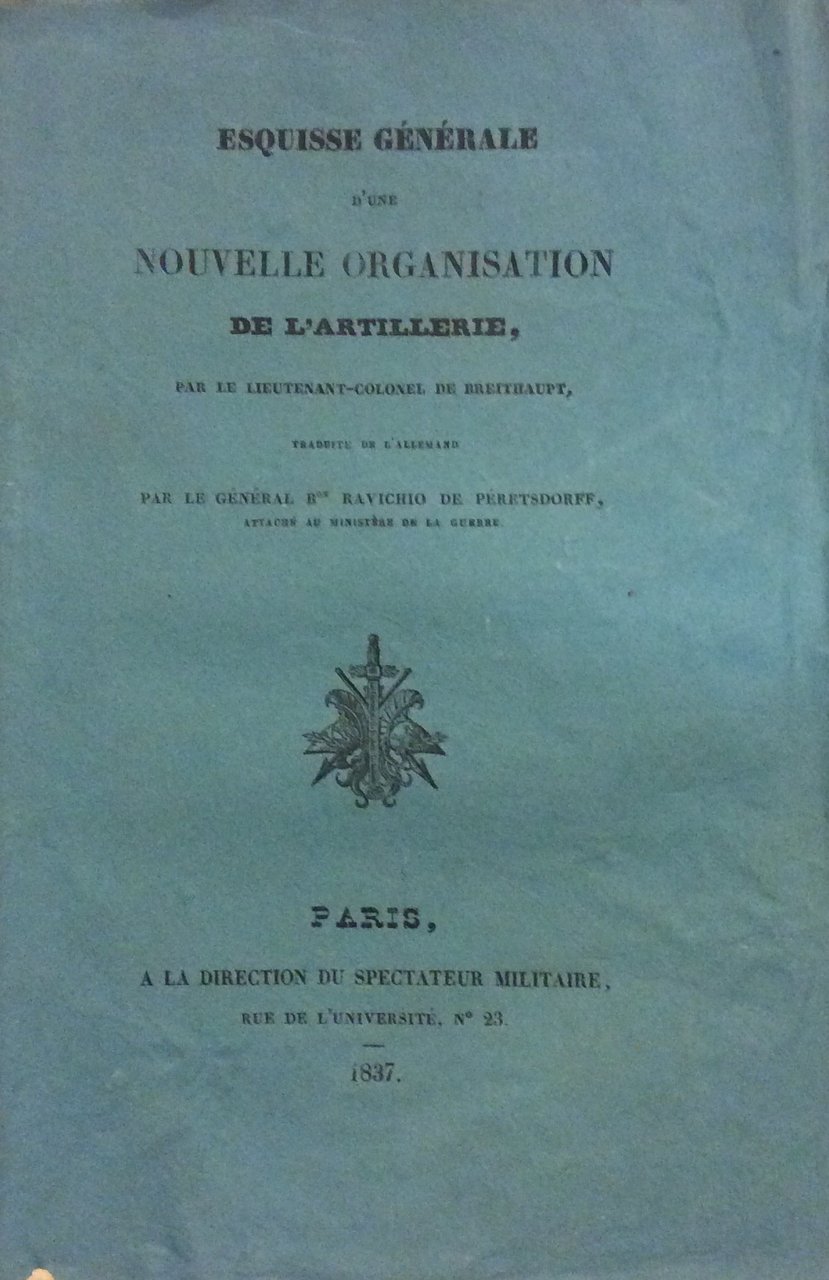 ESQUISSE GÉNÉRALE
D'UNE
NOUVELLE ORGANISATION
DE L'ARTILLERIE,
PAR LE LIEUTENANT-COLONEL DE BREITHAUPT,
TRADUITE DE L'ALLEMAND
PAR LE GÉNÉRAL Bon RAVICHIO DE PÉRETSDORFF,
ATTACHÉ AU MINISTÈRE DE LA GUERRE.
PARIS,
A LA DIRECTION DU SPECTATEUR MILITAIRE,
RUE DE L'UNIVERSITÉ, N° 23.
1837.